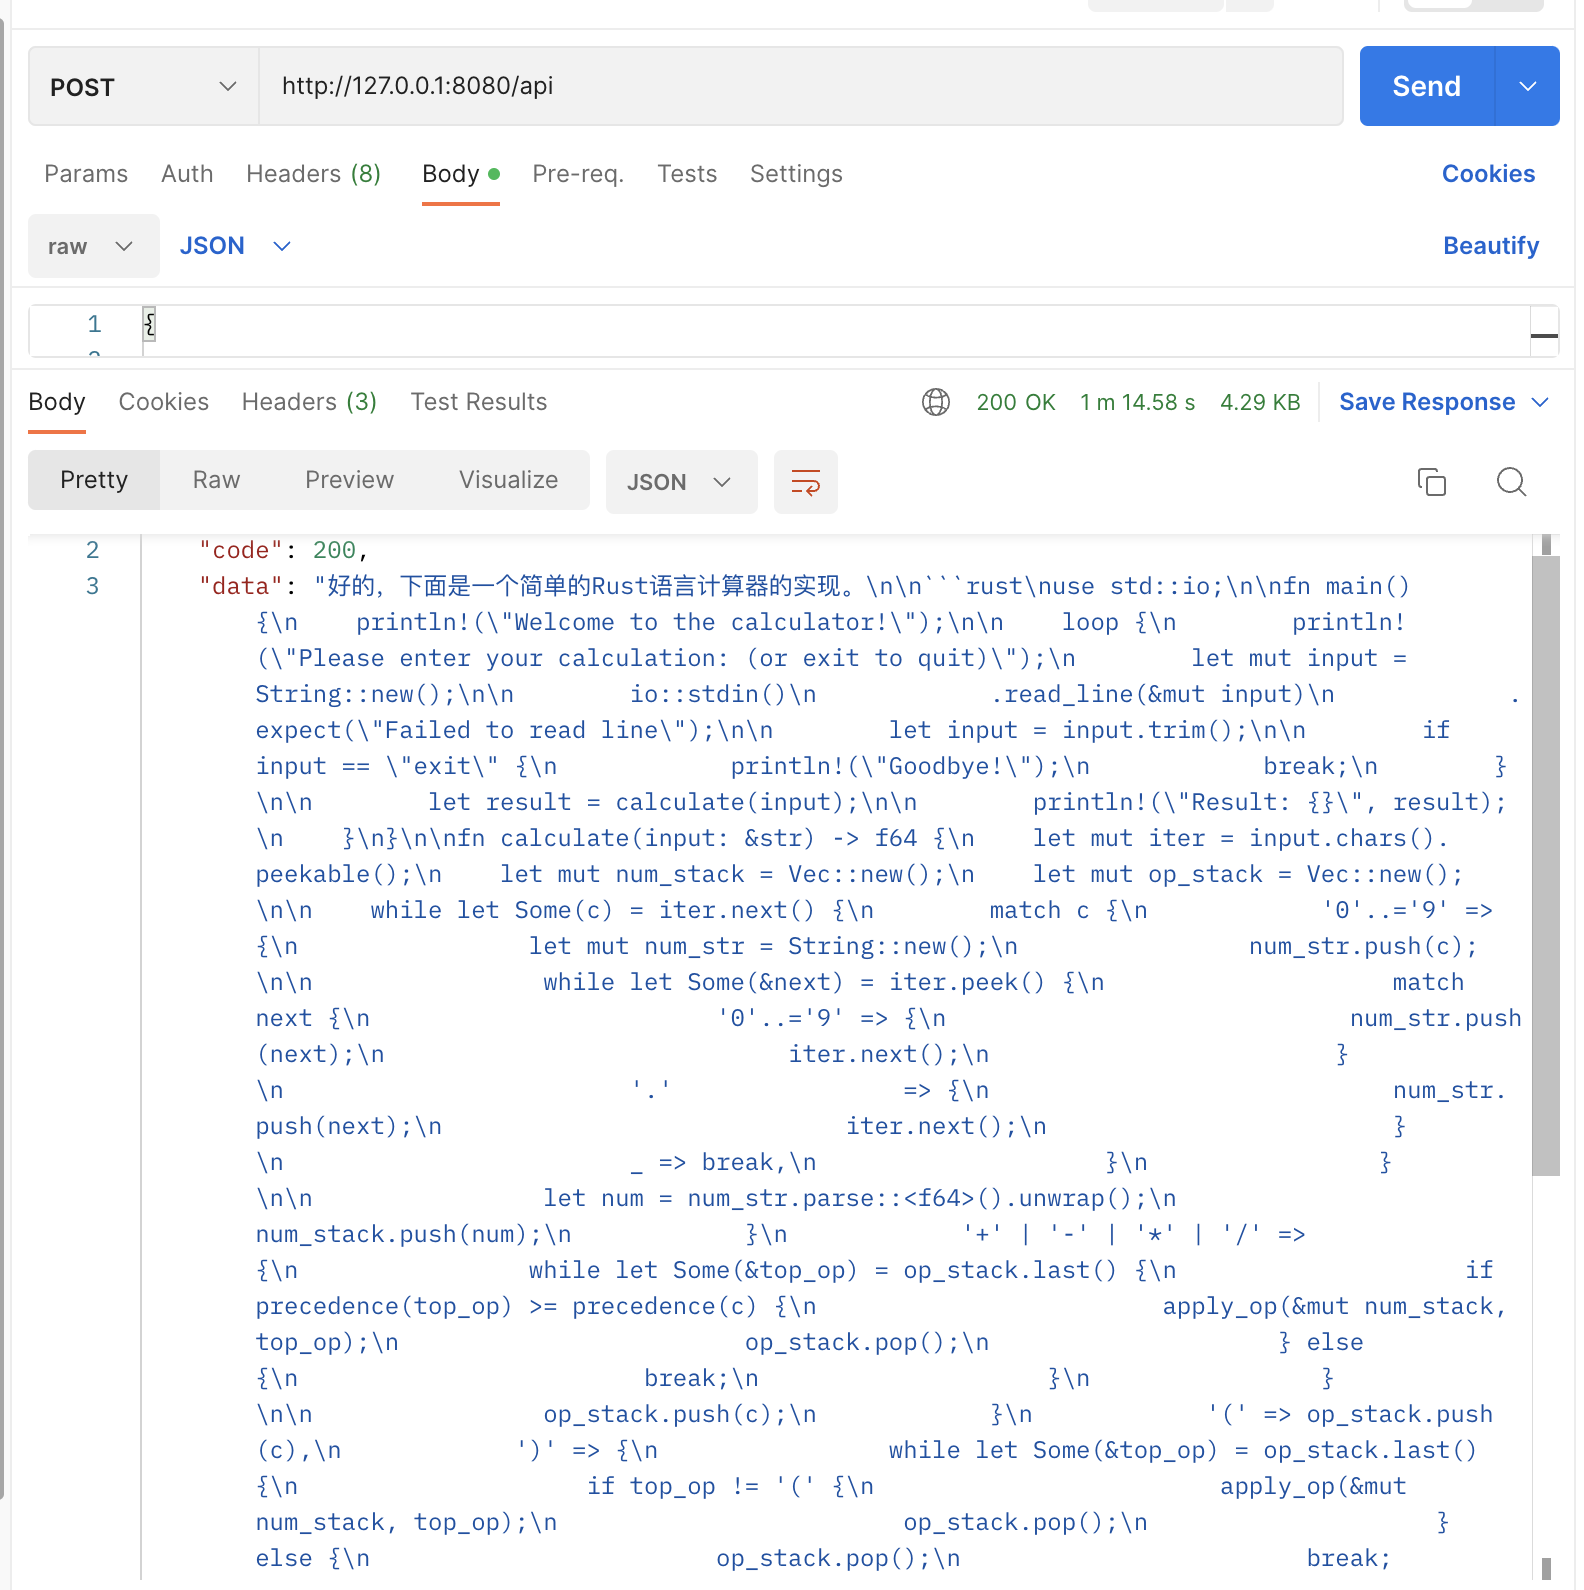 POST http://127.0.0.1:8080/api Send
Params Auth Headers (8) Body Pre-req. Tests Settings Cookies
raw JSON Beautify
1 {
Body Cookies Headers (3) Test Results 200 OK 1 m 14.58 s 4.29 KB Save Response
Pretty Raw Preview Visualize JSON
2 "code": 200,
3 "data": "好的，下面是一个简单的Rust语言计算器的实现。\n\n```rust\nuse std::io;\n\nfn main()
{\n    println!(\"Welcome to the calculator!\");\n\n    loop {\n        println!
(\"Please enter your calculation: (or exit to quit)\");\n        let mut input =
String::new();\n\n        io::stdin()\n            .read_line(&mut input)\n            .
expect(\"Failed to read line\");\n\n        let input = input.trim();\n\n        if
input == \"exit\" {\n            println!(\"Goodbye!\");\n            break;\n        }
\n\n        let result = calculate(input);\n\n        println!(\"Result: {}\", result);
\n    }\n}\n\nfn calculate(input: &str) -> f64 {\n    let mut iter = input.chars().
peekable();\n    let mut num_stack = Vec::new();\n    let mut op_stack = Vec::new();
\n\n    while let Some(c) = iter.next() {\n        match c {\n            '0'..='9' =>
{\n                let mut num_str = String::new();\n                num_str.push(c);
\n\n                while let Some(&next) = iter.peek() {\n                    match
next {\n                        '0'..='9' => {\n                            num_str.push
(next);\n                            iter.next();\n                        }
\n                        '.'                => {\n                            num_str.
push(next);\n                            iter.next();\n                        }
\n                        _ => break,\n                    }\n                }
\n\n                let num = num_str.parse::<f64>().unwrap();\n
num_stack.push(num);\n            }\n            '+' | '-' | '*' | '/' =>
{\n                while let Some(&top_op) = op_stack.last() {\n                    if
precedence(top_op) >= precedence(c) {\n                        apply_op(&mut num_stack,
top_op);\n                        op_stack.pop();\n                    } else
{\n                        break;\n                    }\n                }
\n\n                op_stack.push(c);\n            }\n            '(' => op_stack.push
(c),\n            ')' => {\n                while let Some(&top_op) = op_stack.last()
{\n                    if top_op != '(' {\n                        apply_op(&mut
num_stack, top_op);\n                        op_stack.pop();\n                    }
else {\n                        op_stack.pop();\n                        break;